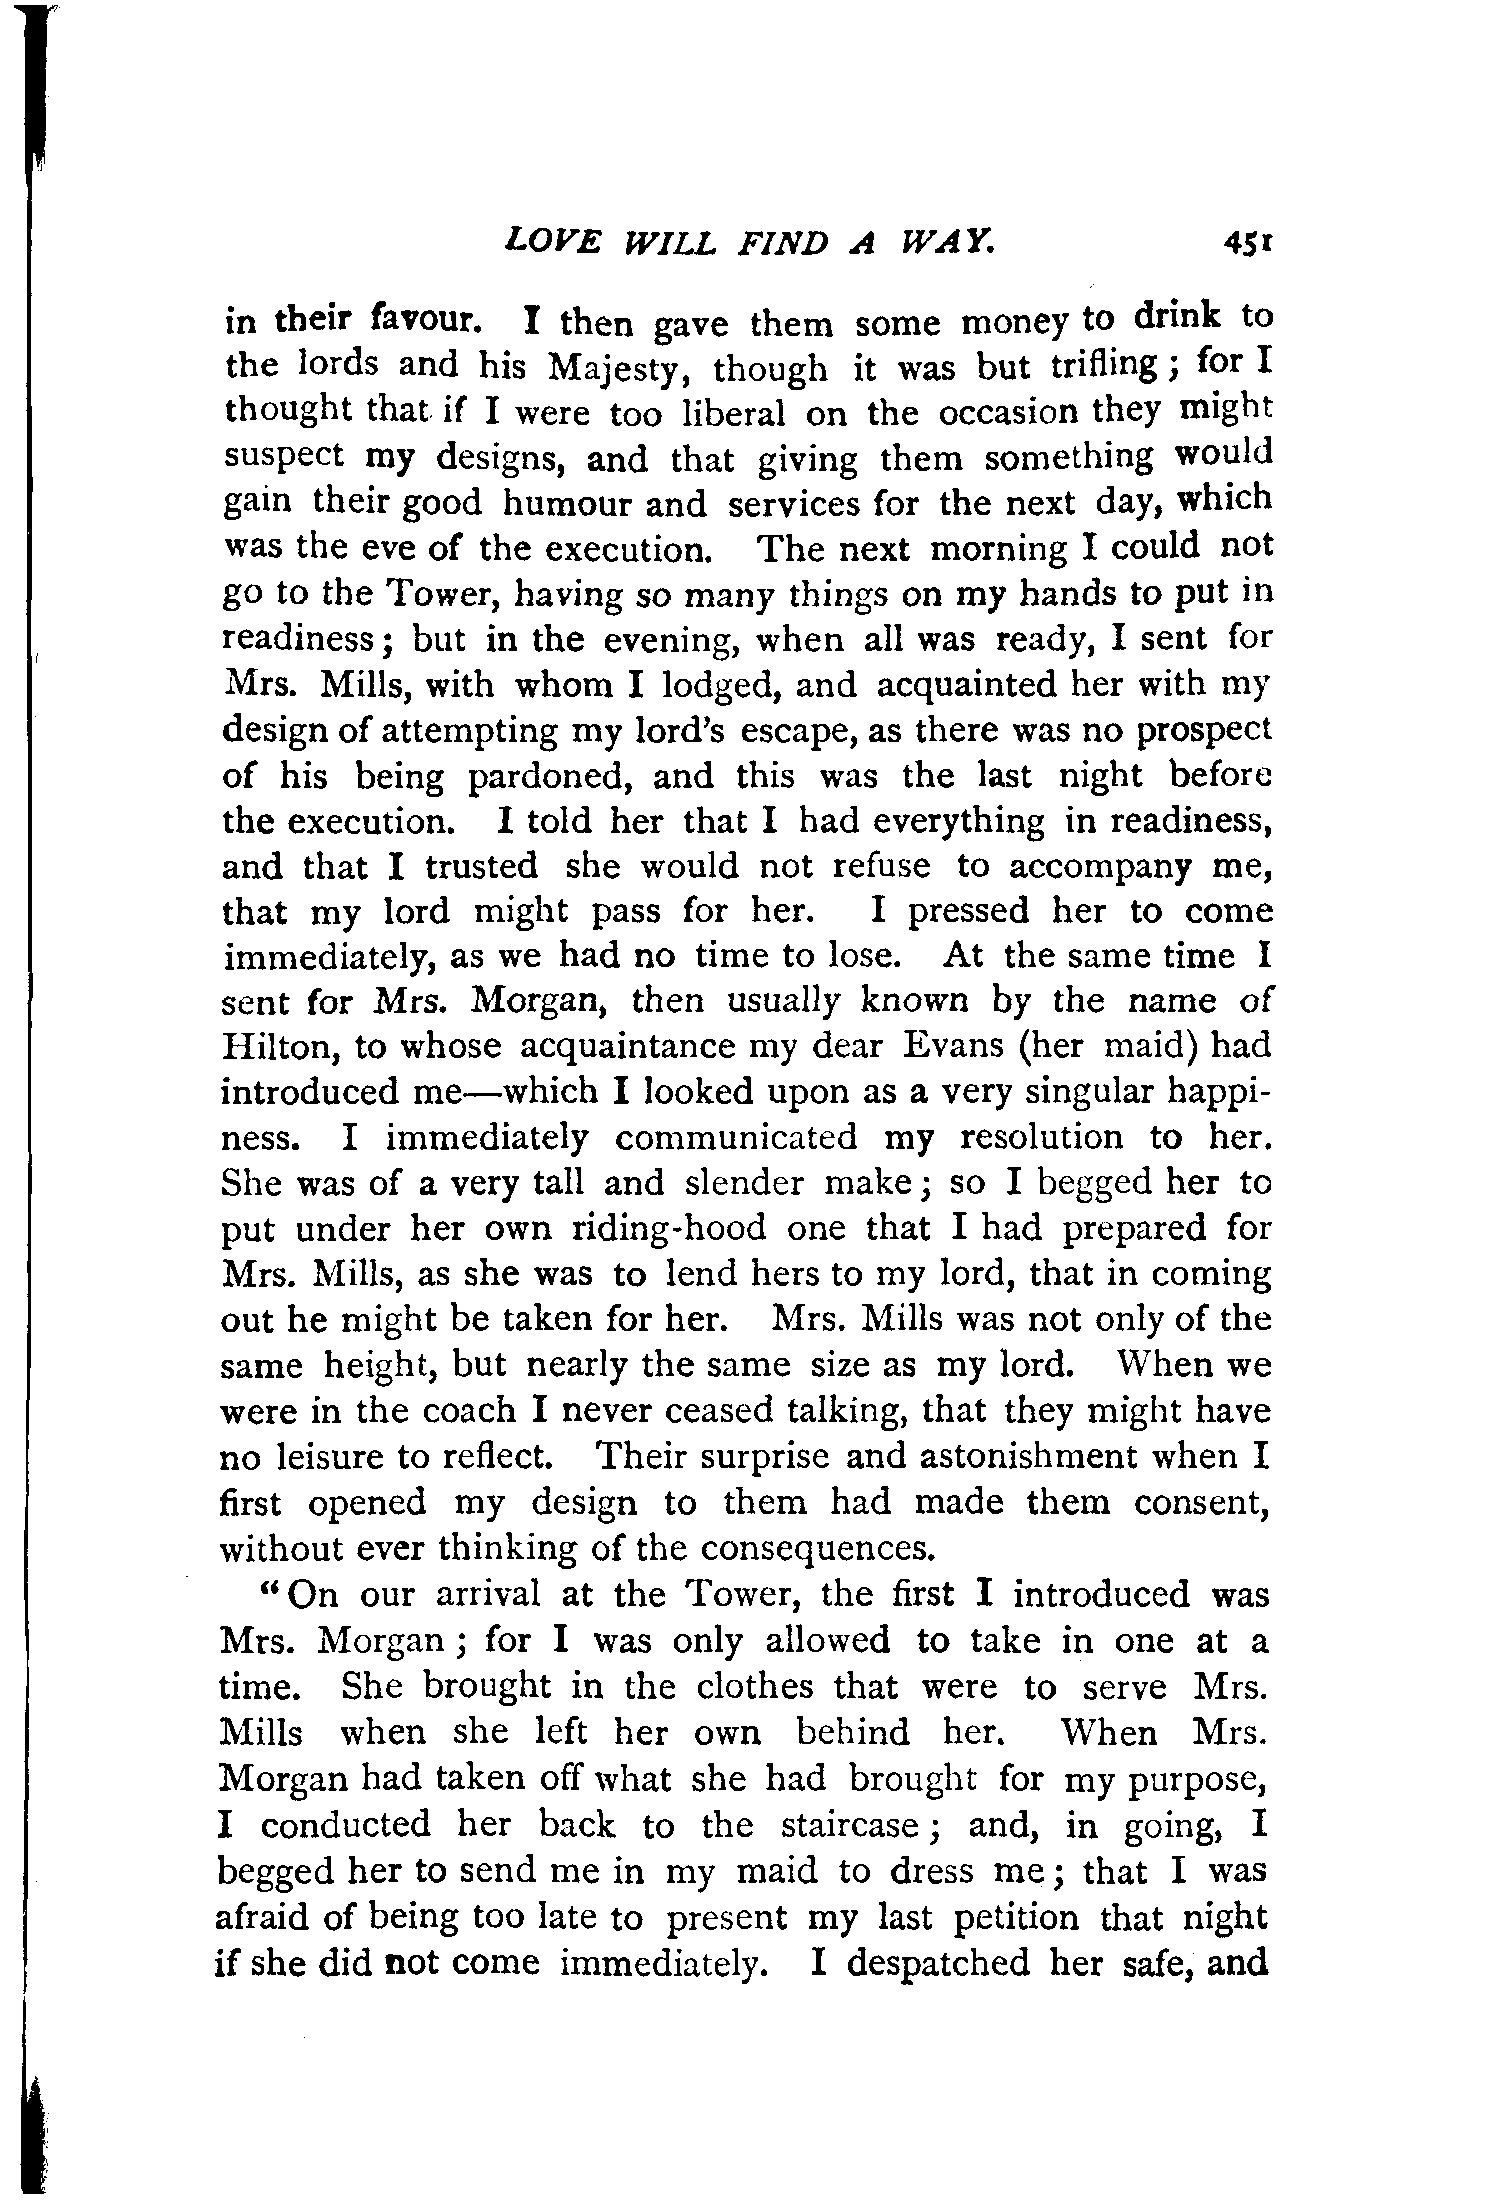 LOVE WILL FIND A WAY. 451
in their favour. I then gave them some money to drink to
the lords and his Majesty, though it was but trifling; for I
thought that if I were too liberal on the occasion they might
suspect my designs, and that giving them something would
gain their good humour and services for the next day, which
was the eve of the execution. The next morning I could not
go to the Tower, having so many things on my hands to put in
readiness; but in the evening, when all was ready, I sent for
Mrs. Mills, with whom I lodged, and acquainted her with my
design of attempting my lord's escape, as there was no prospect
of his being pardoned, and this was the last night before
the execution. I told her that I had everything in readiness,
and that I trusted she would not refuse to accompany me,
that my lord might pass for her. I pressed her to come
immediately, as we had no time to lose. At the same time I
sent for Mrs. Morgan, then usually known by the name of
Hilton, to whose acquaintance my dear Evans (her maid) had
introduced me—which I looked upon as a very singular happi-
ness. I immediately communicated my resolution to her.
She was of a very tall and slender make; so I begged her to
put under her own riding-hood one that I had prepared for
Mrs. Mills, as she was to lend hers to my lord, that in coming
out he might be taken for her. Mrs. Mills was not only of the
same height, but nearly the same size as my lord. When we
were in the coach I never ceased talking, that they might have
no leisure to reflect. Their surprise and astonishment when I
first opened my design to them had made them consent,
without ever thinking of the consequences.
"On our arrival at the Tower, the first I introduced was
Mrs. Morgan; for I was only allowed to take in one at a
time. She brought in the clothes that were to serve Mrs.
Mills when she left her own behind her. When Mrs.
Morgan had taken off what she had brought for my purpose,
I conducted her back to the staircase; and, in going, I
begged her to send me in my maid to dress me; that I was
afraid of being too late to present my last petition that night
if she did not come immediately. I despatched her safe, and